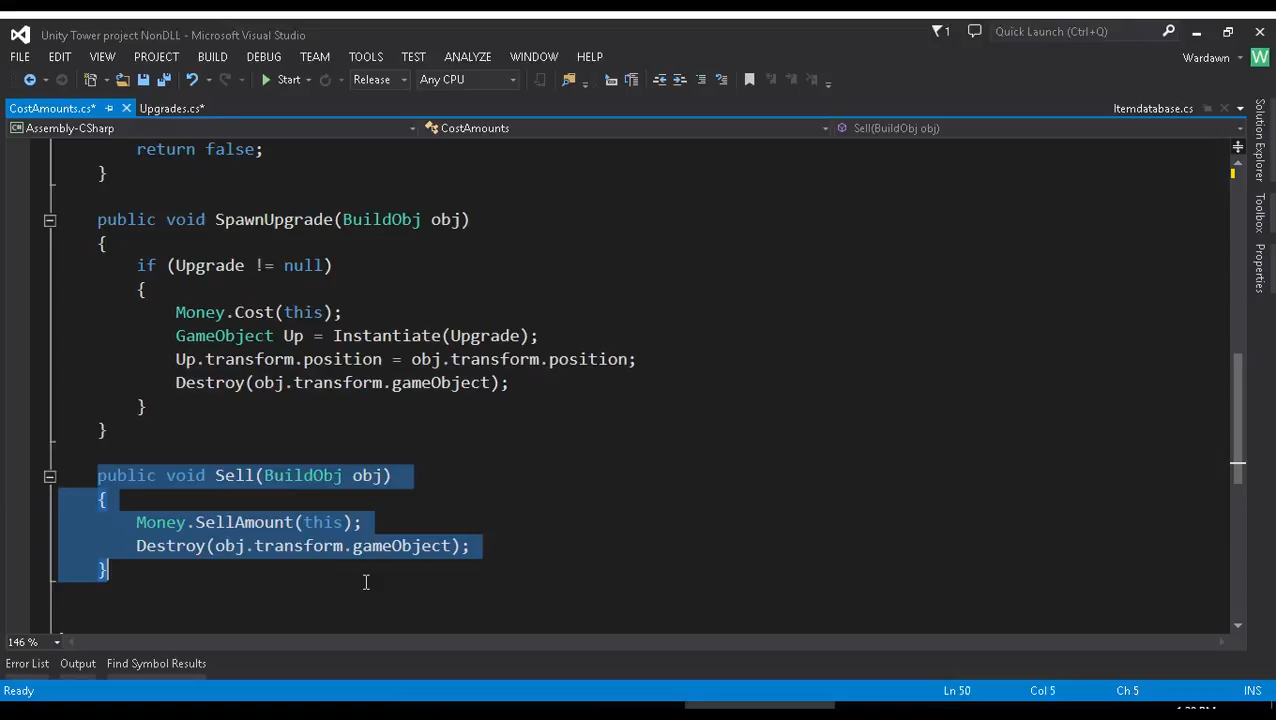 Unity Tower project NonDLL - Microsoft Visual Studio
1
Quick Launch (Ctrl+Q)
FILE EDIT VIEW PROJECT BUILD DEBUG TEAM TOOLS TEST ANALYZE WINDOW HELP
Wardawn W
Start Release Any CPU
CostAmounts.cs* Upgrades.cs* Itemdatabase.cs
Assembly-CSharp CostAmounts Sell(BuildObj obj)
return false;
}
public void SpawnUpgrade(BuildObj obj)
{
if (Upgrade != null)
{
Money.Cost(this);
GameObject Up = Instantiate(Upgrade);
Up.transform.position = obj.transform.position;
Destroy(obj.transform.gameObject);
}
}
public void Sell(BuildObj obj)
{
Money.SellAmount(this);
Destroy(obj.transform.gameObject);
}
146 %
Error List Output Find Symbol Results
Ready Ln 50 Col 5 Ch 5 INS
Solution Explorer
Toolbox
Properties